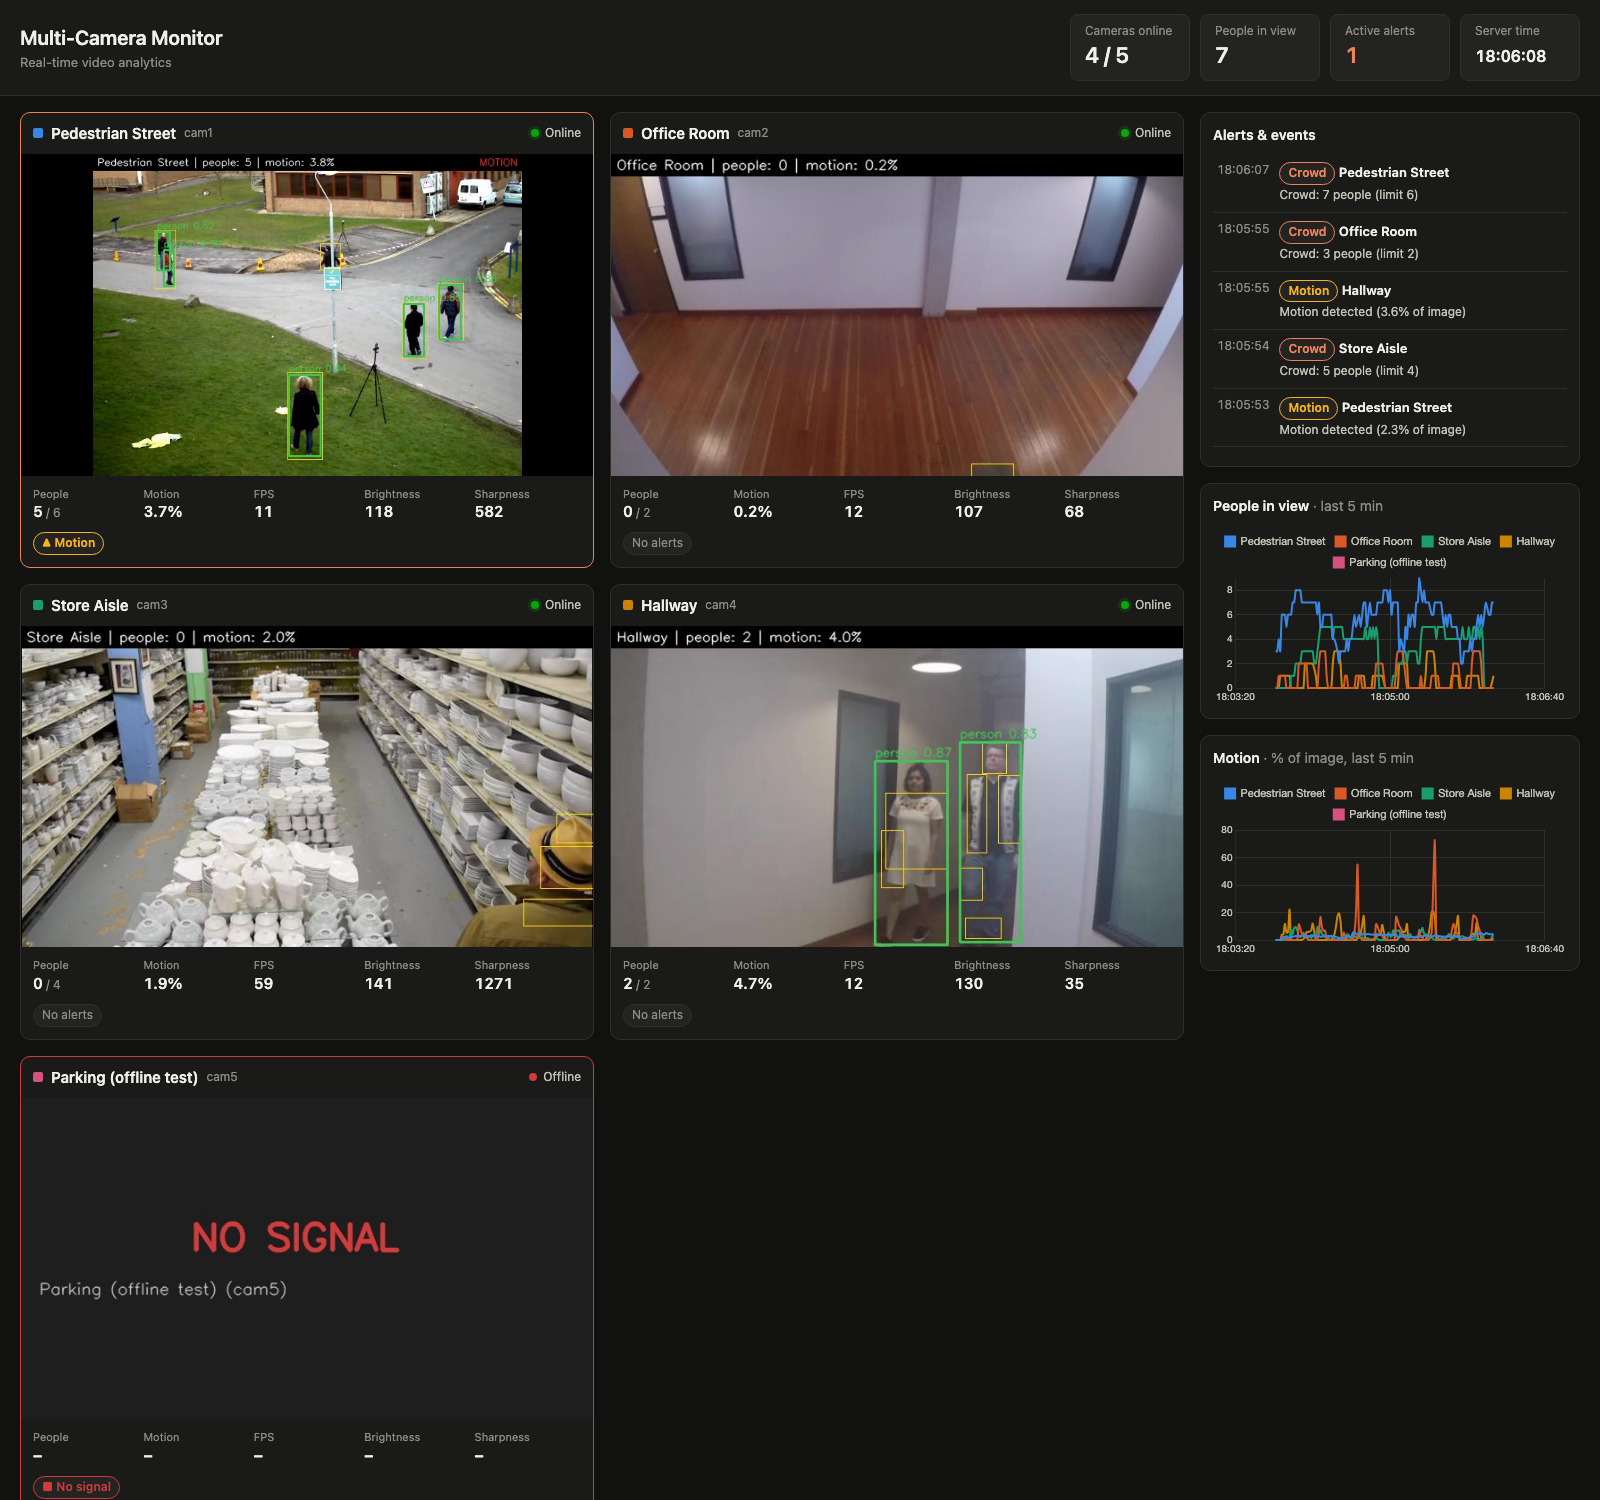 Multi-Camera Monitor
Real-time video analytics
Cameras online
4 / 5
People in view
7
Active alerts
1
Server time
18:06:08
Pedestrian Street cam1
Online
Pedestrian Street | people: 5 | motion: 3.8%
MOTION
person 0.62
person
person 0.86
person
People
5 / 6
Motion
3.7%
FPS
11
Brightness
118
Sharpness
582
Motion
Office Room cam2
Online
Office Room | people: 0 | motion: 0.2%
People
0 / 2
Motion
0.2%
FPS
12
Brightness
107
Sharpness
68
No alerts
Store Aisle cam3
Online
Store Aisle | people: 0 | motion: 2.0%
People
0 / 4
Motion
1.9%
FPS
59
Brightness
141
Sharpness
1271
No alerts
Hallway cam4
Online
Hallway | people: 2 | motion: 4.0%
person 0.87
person 0.83
People
2 / 2
Motion
4.7%
FPS
12
Brightness
130
Sharpness
35
No alerts
Parking (offline test) cam5
Offline
NO SIGNAL
Parking (offline test) (cam5)
People
–
Motion
–
FPS
–
Brightness
–
Sharpness
–
No signal
Alerts & events
18:06:07 Crowd Pedestrian Street
Crowd: 7 people (limit 6)
18:05:55 Crowd Office Room
Crowd: 3 people (limit 2)
18:05:55 Motion Hallway
Motion detected (3.6% of image)
18:05:54 Crowd Store Aisle
Crowd: 5 people (limit 4)
18:05:53 Motion Pedestrian Street
Motion detected (2.3% of image)
People in view · last 5 min
Pedestrian Street Office Room Store Aisle Hallway
Parking (offline test)
8
6
4
2
0
18:03:20 18:05:00 18:06:40
Motion · % of image, last 5 min
Pedestrian Street Office Room Store Aisle Hallway
Parking (offline test)
80
60
40
20
0
18:03:20 18:05:00 18:06:40